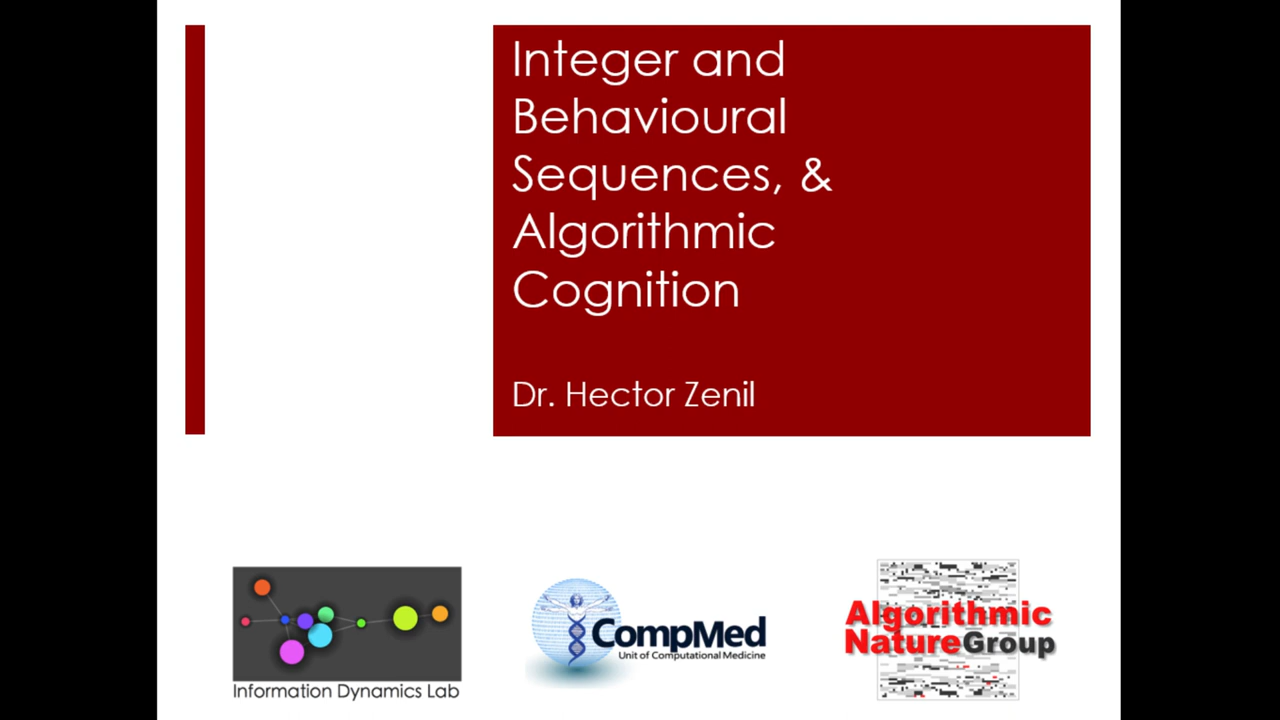 Integer and
Behavioural
Sequences, &
Algorithmic
Cognition
Dr. Hector Zenil
Information Dynamics Lab
CompMed
Unit of Computational Medicine
Algorithmic
NatureGroup